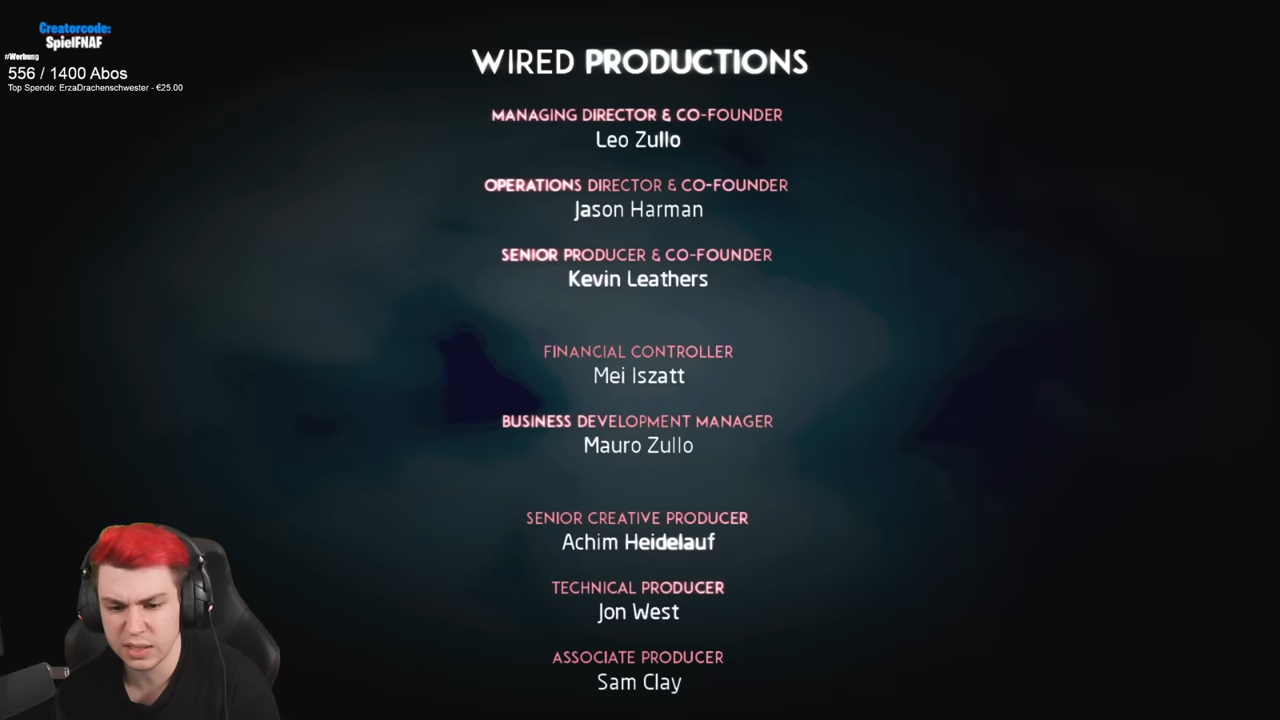 Creatorcode:
SpielFNAF
#Werbung
556 / 1400 Abos
Top Spende: ErzaDrachenschwester - €25.00
WIRED PRODUCTIONS
MANAGING DIRECTOR & CO-FOUNDER
Leo Zullo
OPERATIONS DIRECTOR & CO-FOUNDER
Jason Harman
SENIOR PRODUCER & CO-FOUNDER
Kevin Leathers
FINANCIAL CONTROLLER
Mei Iszatt
BUSINESS DEVELOPMENT MANAGER
Mauro Zullo
SENIOR CREATIVE PRODUCER
Achim Heidelauf
TECHNICAL PRODUCER
Jon West
ASSOCIATE PRODUCER
Sam Clay